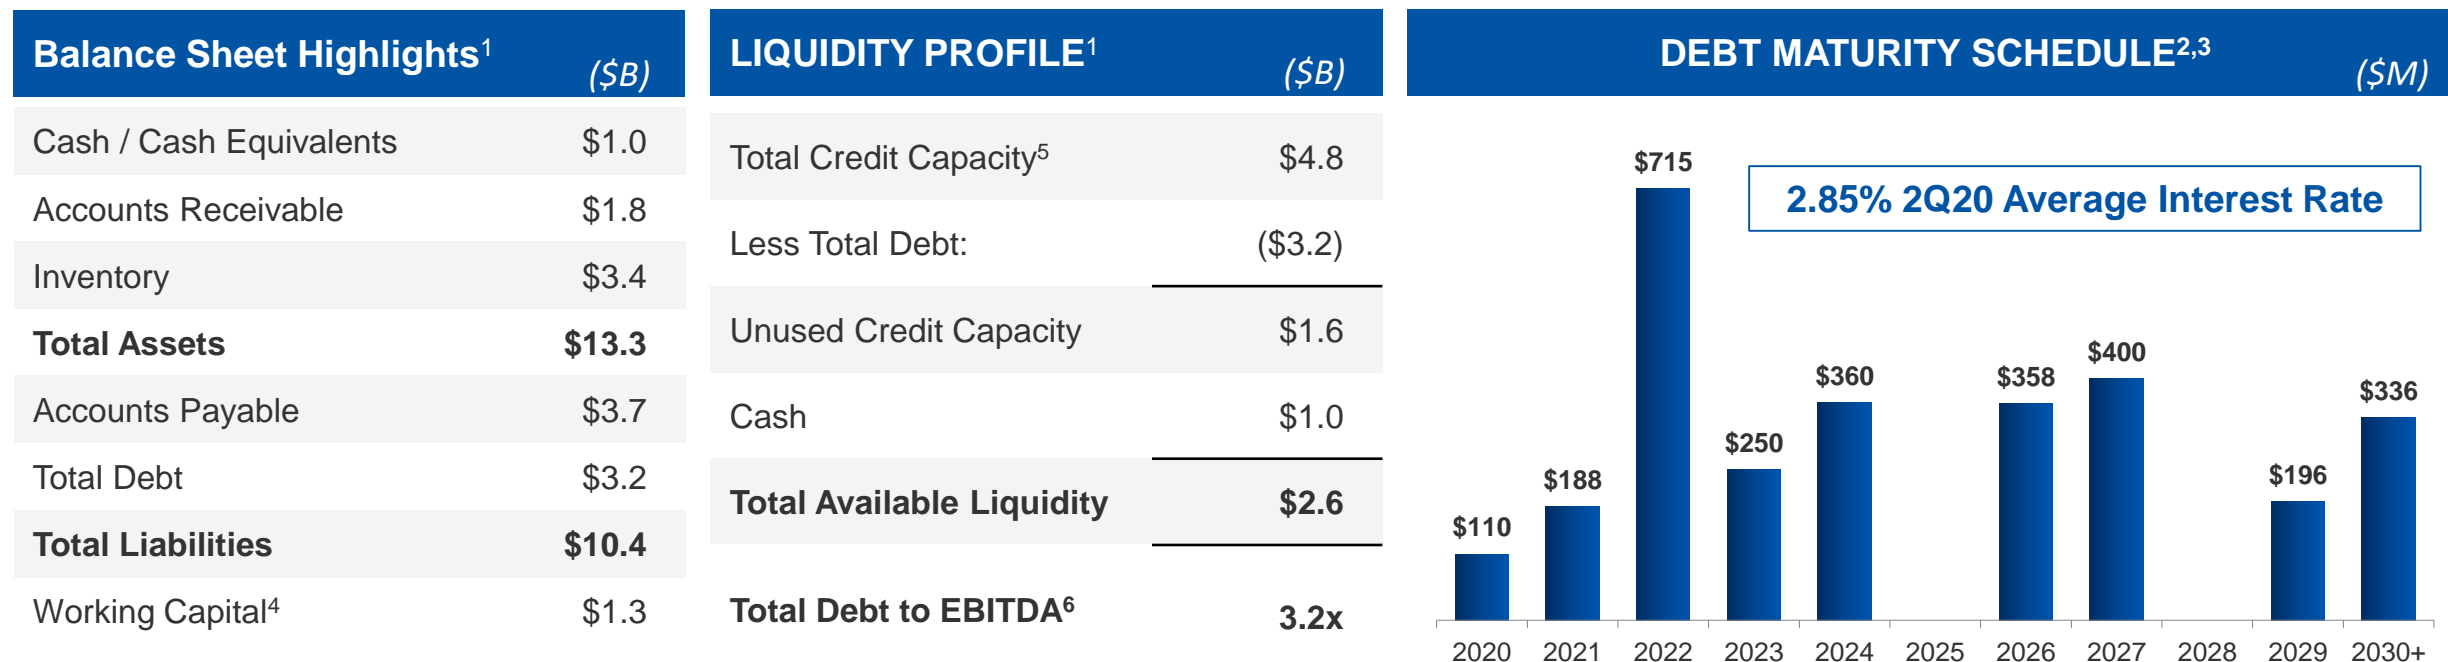 Balance Sheet Highlights1 ($B)
Cash / Cash Equivalents $1.0
Accounts Receivable $1.8
Inventory $3.4
Total Assets $13.3
Accounts Payable $3.7
Total Debt $3.2
Total Liabilities $10.4
Working Capital4 $1.3
LIQUIDITY PROFILE1 ($B)
Total Credit Capacity5 $4.8
Less Total Debt: ($3.2)
Unused Credit Capacity $1.6
Cash $1.0
Total Available Liquidity $2.6
Total Debt to EBITDA6 3.2x
DEBT MATURITY SCHEDULE2,3 ($M)
2.85% 2Q20 Average Interest Rate
$110 $188 $715 $250 $360 $358 $400 $196 $336
2020 2021 2022 2023 2024 2025 2026 2027 2028 2029 2030+